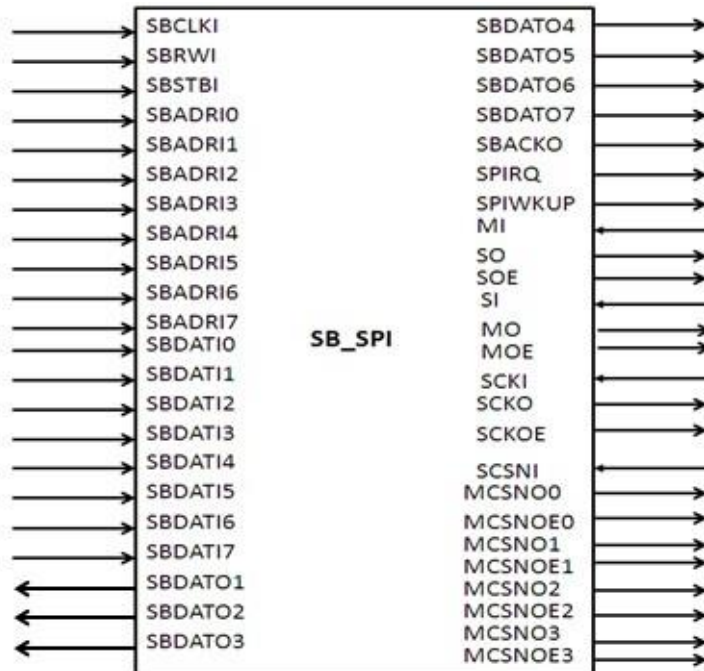 SBCLKI
SBRWI
SBSTBI
SBADRI0
SBADRI1
SBADRI2
SBADRI3
SBADRI4
SBADRI5
SBADRI6
SBADRI7
SBDATI0
SBDATI1
SBDATI2
SBDATI3
SBDATI4
SBDATI5
SBDATI6
SBDATI7
SBDATO1
SBDATO2
SBDATO3
SB_SPI
SBDATO4
SBDATO5
SBDATO6
SBDATO7
SBACKO
SPIRQ
SPIWKUP
MI
SO
SOE
SI
MO
MOE
SCKI
SCKO
SCKOE
SCSNI
MCSNO0
MCSNOE0
MCSNO1
MCSNOE1
MCSNO2
MCSNOE2
MCSNO3
MCSNOE3